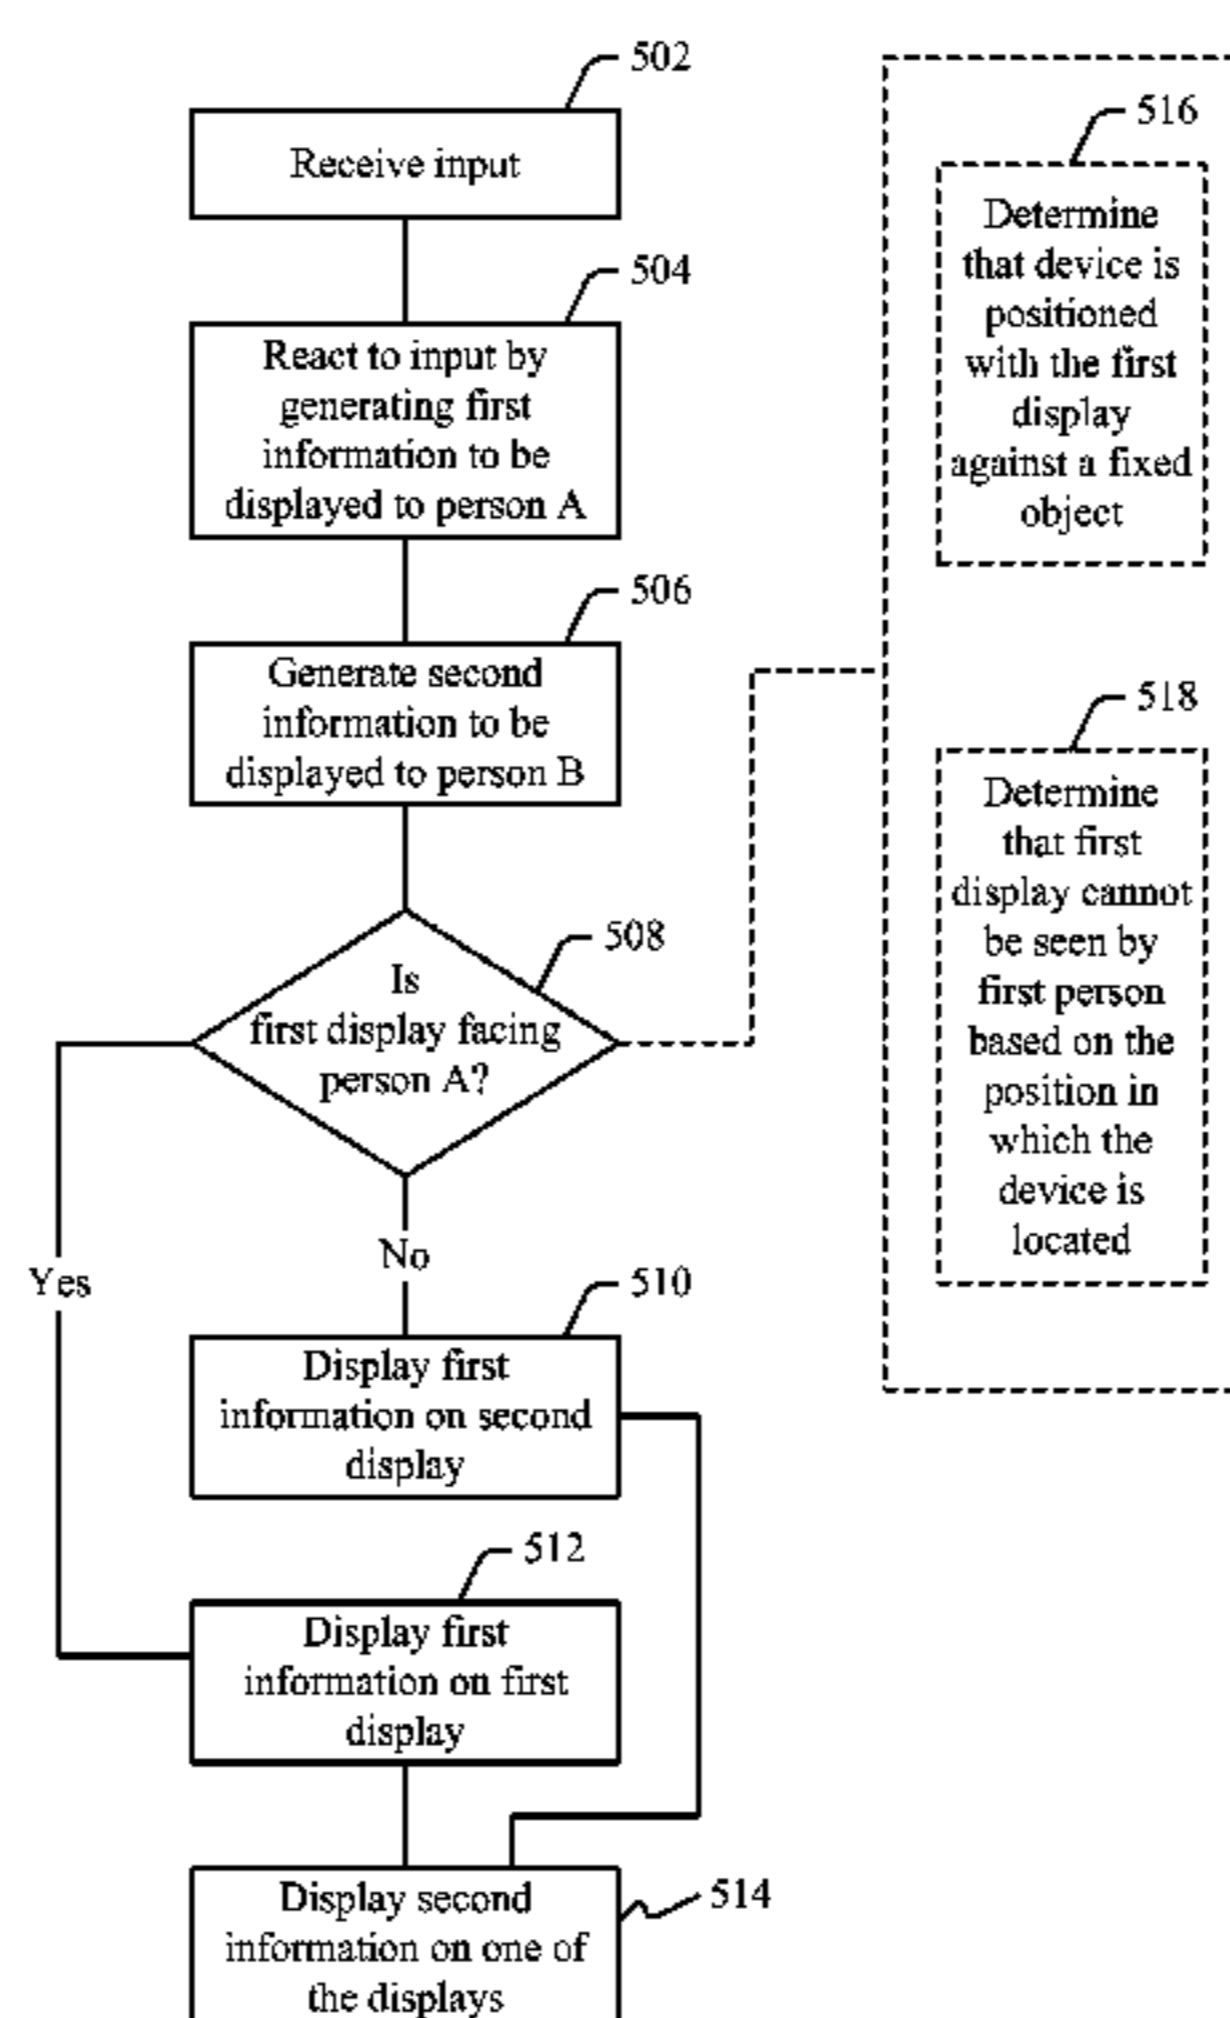 502
Receive input
504
React to input by
generating first
information to be
displayed to person A
506
Generate second
information to be
displayed to person B
508
Is
first display facing
person A?
Yes
No
510
Display first
information on second
display
512
Display first
information on first
display
514
Display second
information on one of
the displays
516
Determine
that device is
positioned
with the first
display
against a fixed
object
518
Determine
that first
display cannot
be seen by
first person
based on the
position in
which the
device is
located